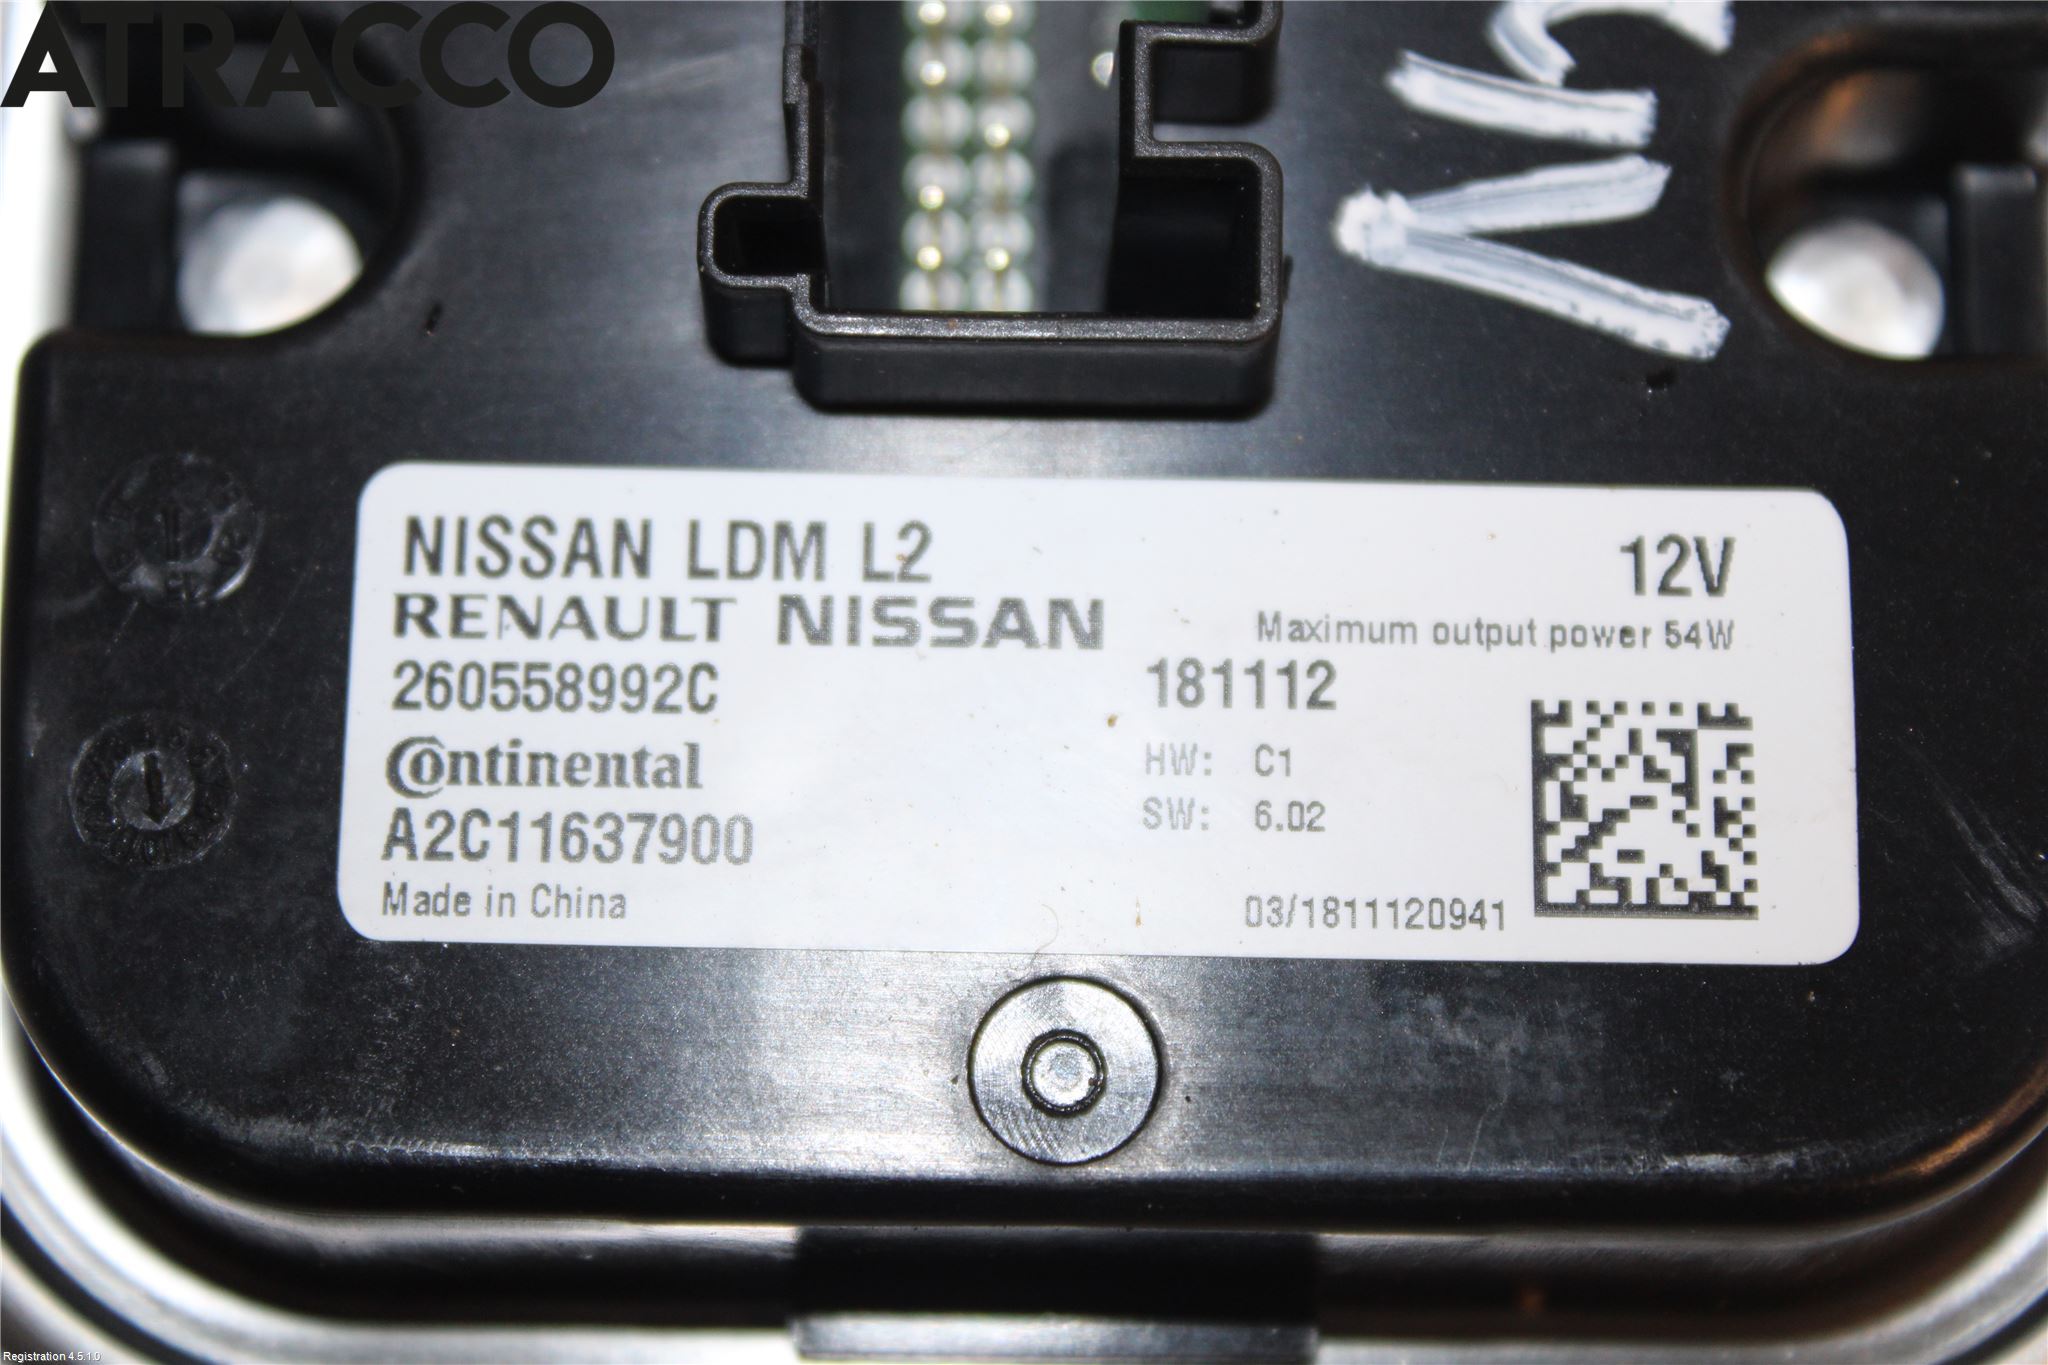 ATRACCO
NISSAN LDM L2
12V
RENAULT NISSAN
Maximum output power 54W
260558992C
181112
Continental
HW: C1
A2C11637900
SW: 6.02
Made in China
03/1811120941
Registration 4.5.1.0